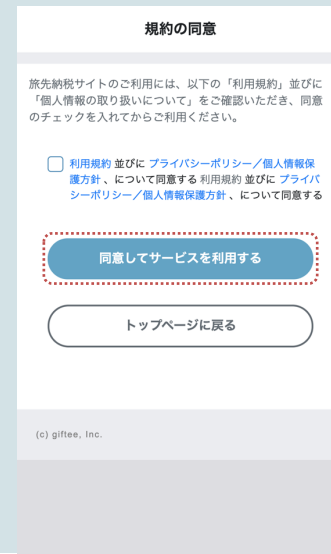 規約の同意
旅先納税サイトのご利用には、以下の「利用規約」並びに
「個人情報の取り扱いについて」をご確認いただき、同意
のチェックを入れてからご利用ください。
利用規約 並びに プライバシーポリシー／個人情報保
護方針 、について同意する 利用規約 並びに プライバ
シーポリシー／個人情報保護方針 、について同意する
同意してサービスを利用する
トップページに戻る
(c) giftee, Inc.